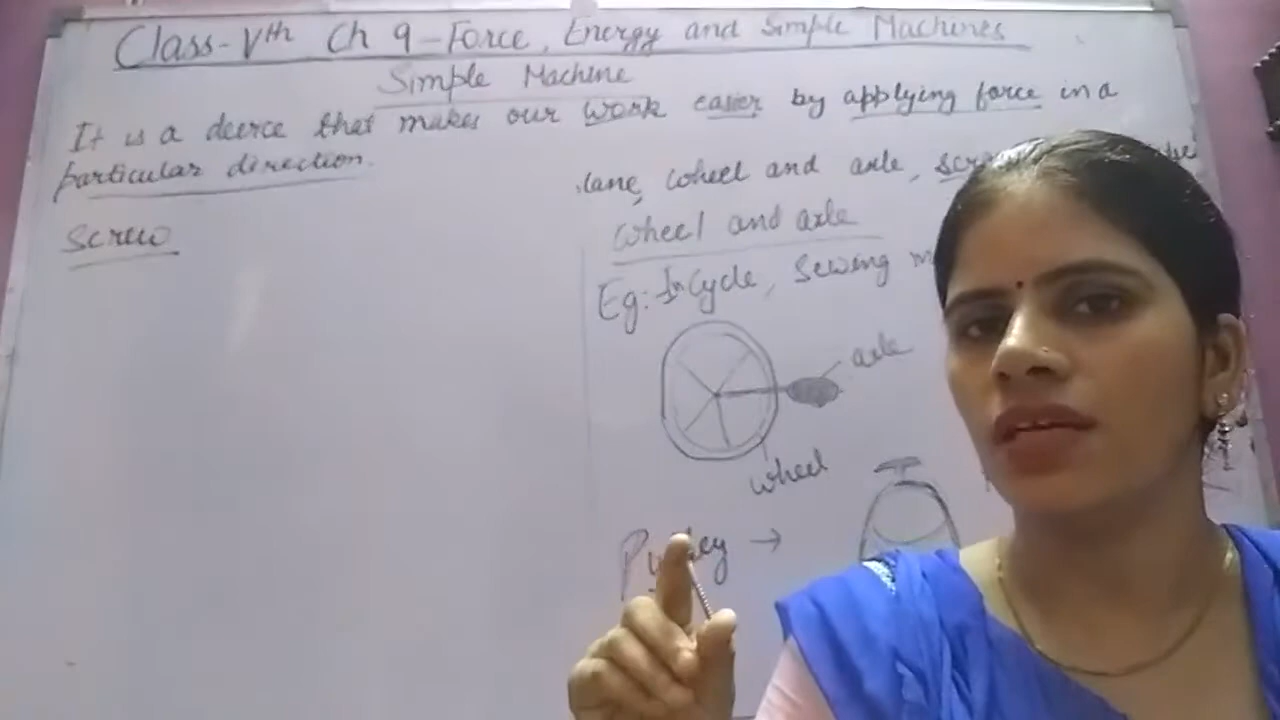 Class-Vth Ch 9-Force, Energy and Simple Machines
Simple Machine
It is a deerce that makes our work easier by applying force in a
particular direction.
lane, wheel and axle,
Screw
wheel and axle
Eg: In Cycle, Sewing
axle
wheel
→